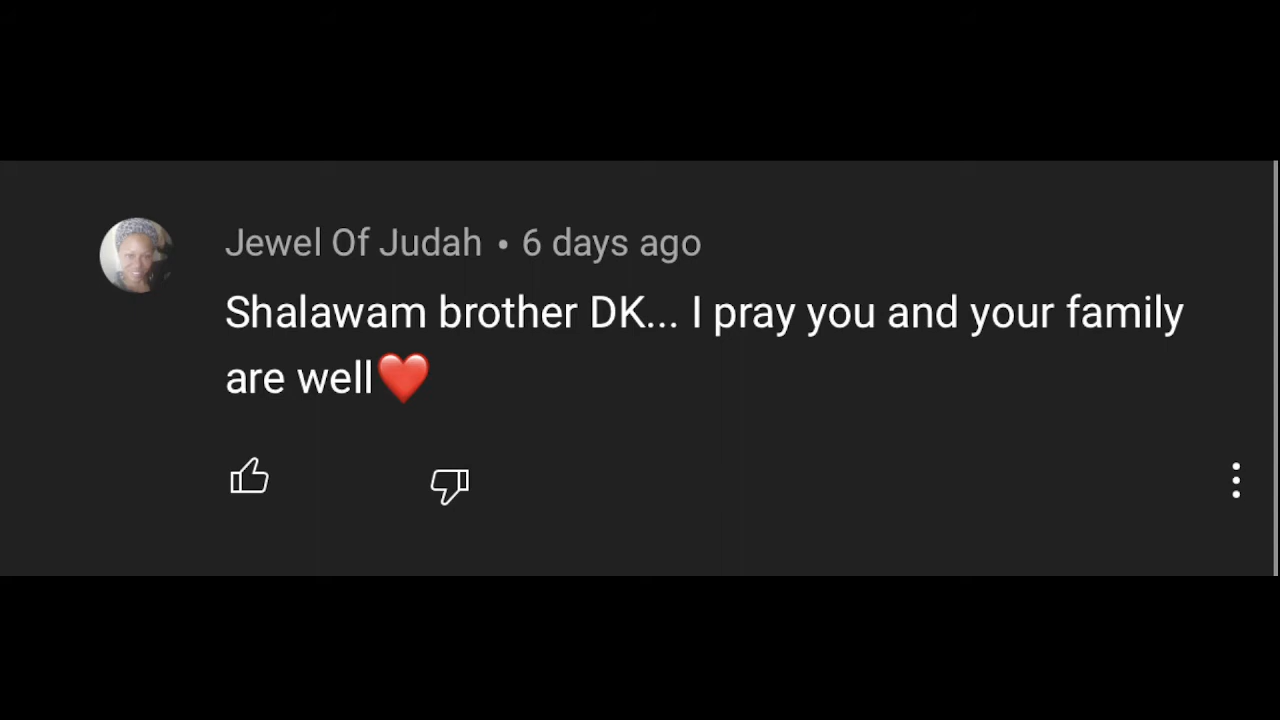 Jewel Of Judah • 6 days ago
Shalawam brother DK... I pray you and your family
are well❤️